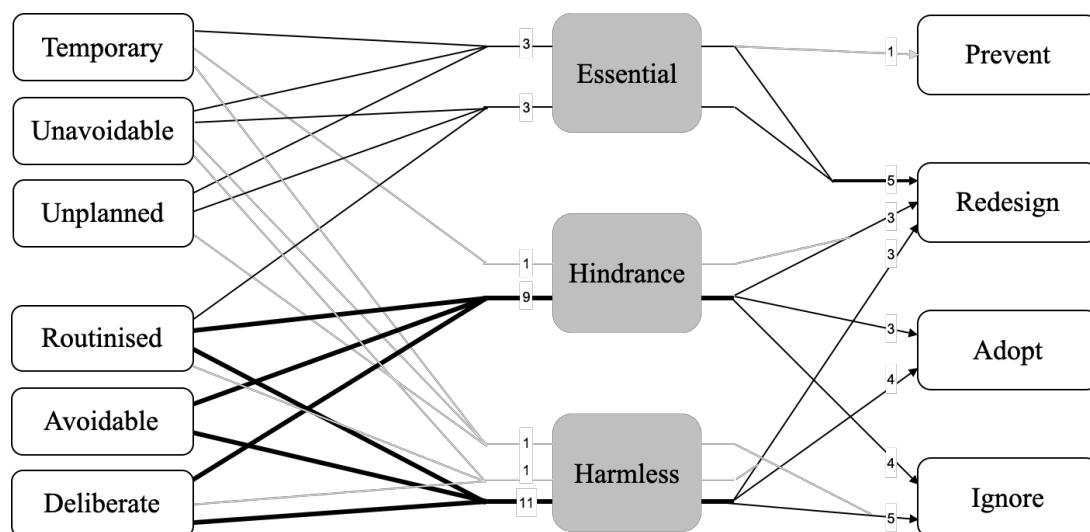 Temporary
Unavoidable
Unplanned
Routinised
Avoidable
Deliberate
3
3
1
9
1
1
11
Essential
Hindrance
Harmless
1
5
3
3
3
4
4
5
Prevent
Redesign
Adopt
Ignore